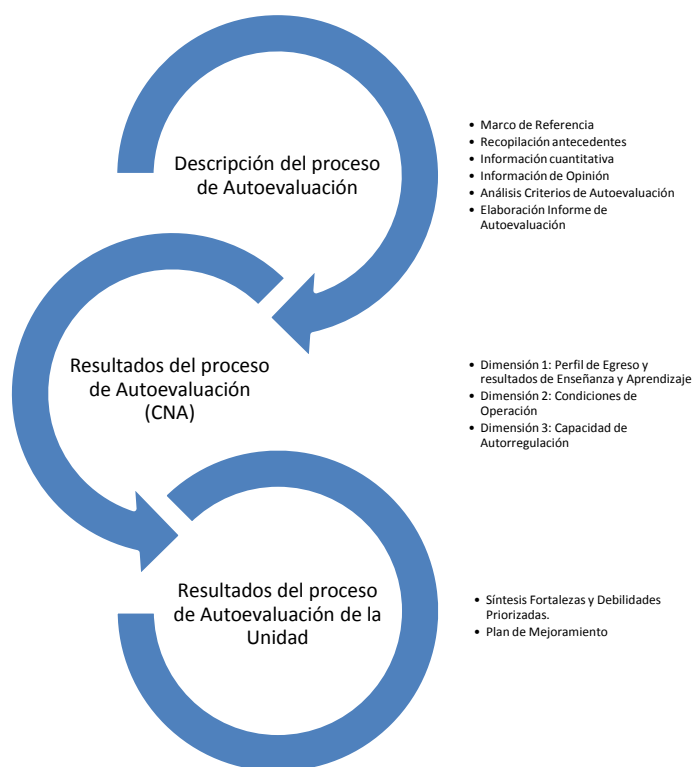 Descripción del proceso
de Autoevaluación
• Marco de Referencia
• Recopilación antecedentes
• Información cuantitativa
• Información de Opinión
• Análisis Criterios de Autoevaluación
• Elaboración Informe de
Autoevaluación
Resultados del proceso
de Autoevaluación
(CNA)
• Dimensión 1: Perfil de Egreso y
resultados de Enseñanza y Aprendizaje
• Dimensión 2: Condiciones de
Operación
• Dimensión 3: Capacidad de
Autorregulación
Resultados del proceso
de Autoevaluación de la
Unidad
• Síntesis Fortalezas y Debilidades
Priorizadas.
• Plan de Mejoramiento